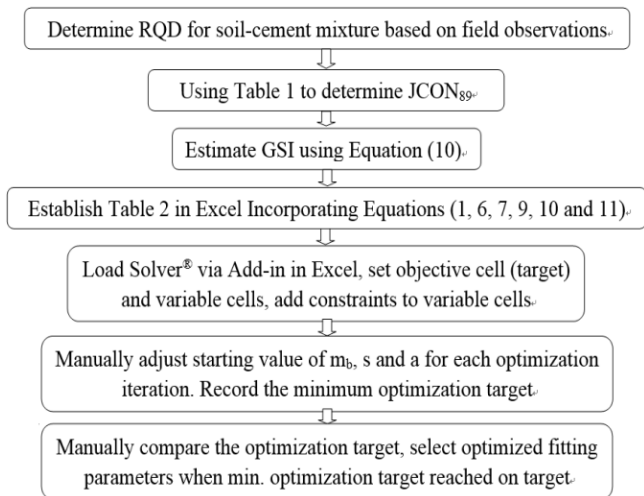 Determine RQD for soil-cement mixture based on field observations
Using Table 1 to determine JCON₈₉
Estimate GSI using Equation (10)
Establish Table 2 in Excel Incorporating Equations (1, 6, 7, 9, 10 and 11)
Load Solver® via Add-in in Excel, set objective cell (target)
and variable cells, add constraints to variable cells
Manually adjust starting value of m_b, s and a for each optimization
iteration. Record the minimum optimization target
Manually compare the optimization target, select optimized fitting
parameters when min. optimization target reached on target